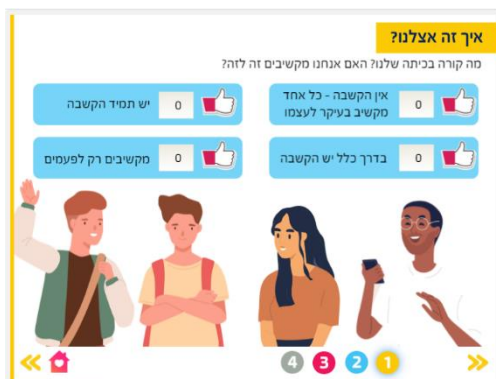 איך זה אצלנו?
מה קורה בכיתה שלנו? האם אנחנו מקשיבים זה לזה?
אין הקשבה - כל אחד
מקשיב בעיקר לעצמו
0
יש תמיד הקשבה
0
בדרך כלל יש הקשבה
0
מקשיבים רק לפעמים
0
1
2
3
4